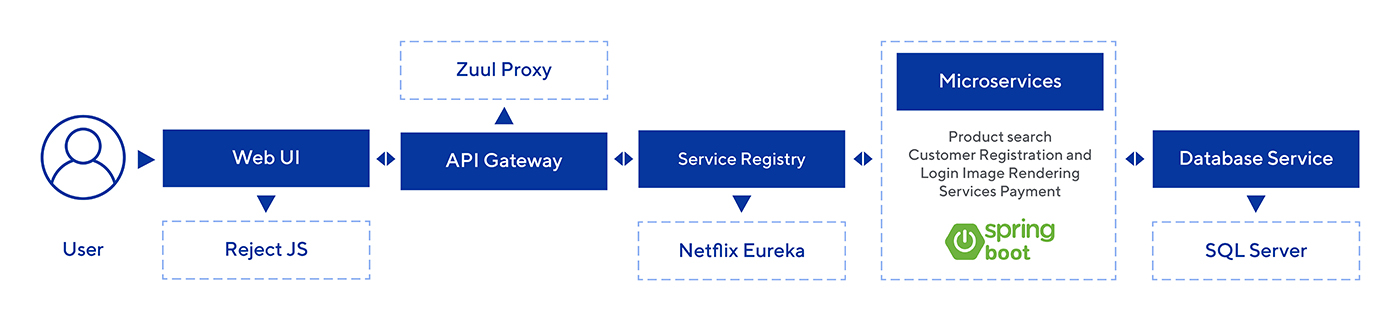 User
Web UI
Reject JS
Zuul Proxy
API Gateway
Service Registry
Netflix Eureka
Microservices
Product search
Customer Registration and
Login Image Rendering
Services Payment
spring
boot
Database Service
SQL Server